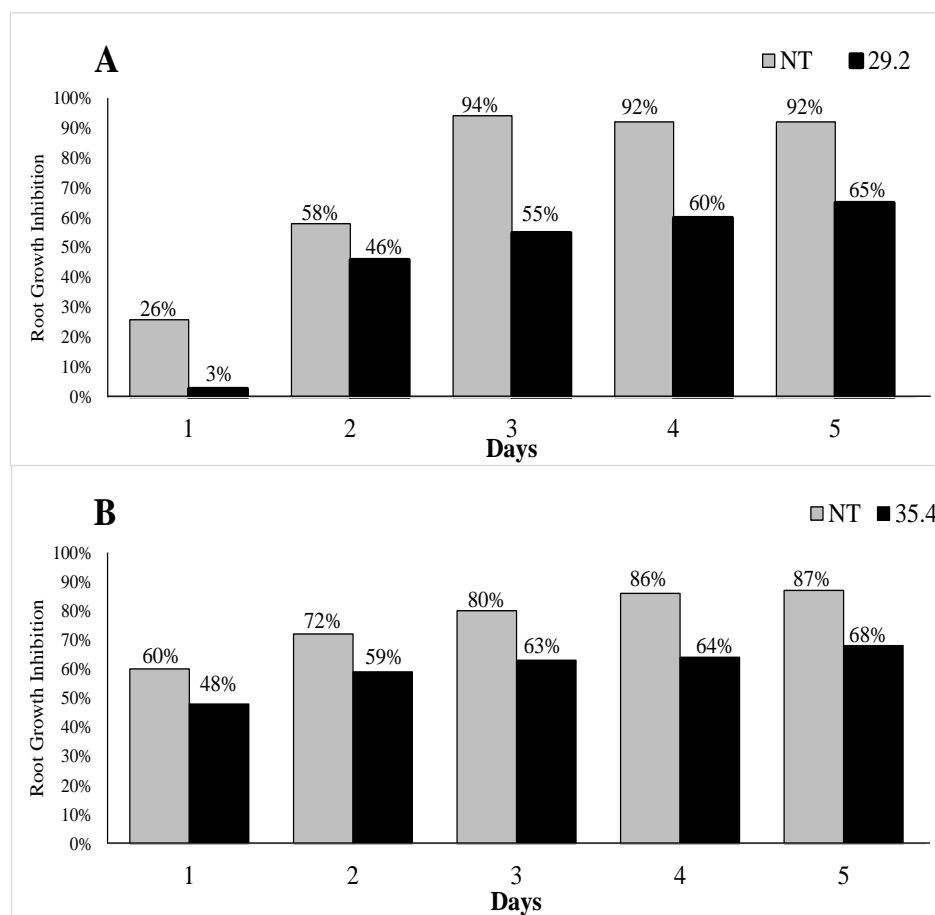 A
NT 29.2
Root Growth Inhibition
100%
90%
80%
70%
60%
50%
40%
30%
20%
10%
0%
26% 3% 58% 46% 94% 55% 92% 60% 92% 65%
1 2 3 4 5
Days
B
NT 35.4
Root Growth Inhibition
100%
90%
80%
70%
60%
50%
40%
30%
20%
10%
0%
60% 48% 72% 59% 80% 63% 86% 64% 87% 68%
1 2 3 4 5
Days